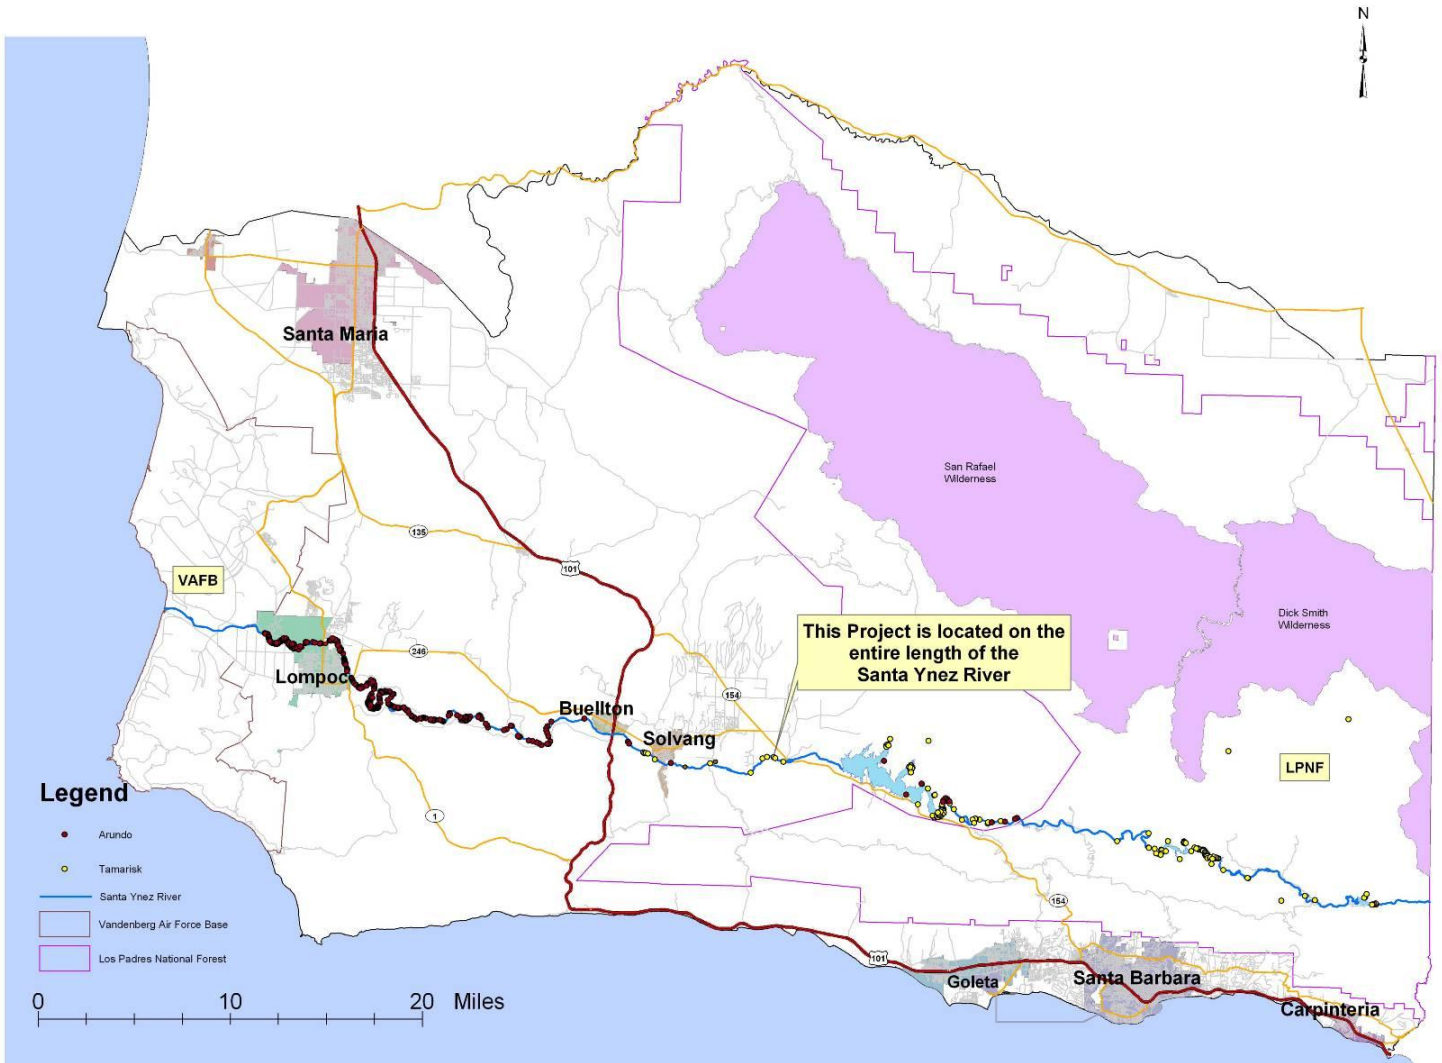 N
Santa Maria
San Rafael
Wilderness
135
101
VAFB
Dick Smith
Wilderness
This Project is located on the
entire length of the
Santa Ynez River
246
Lompoc
154
Buellton
Solvang
LPNF
Legend
1
Arundo
Tamarisk
Santa Ynez River
154
Vandenberg Air Force Base
Los Padres National Forest
101
Goleta
Santa Barbara
Carpinteria
0 10 20 Miles